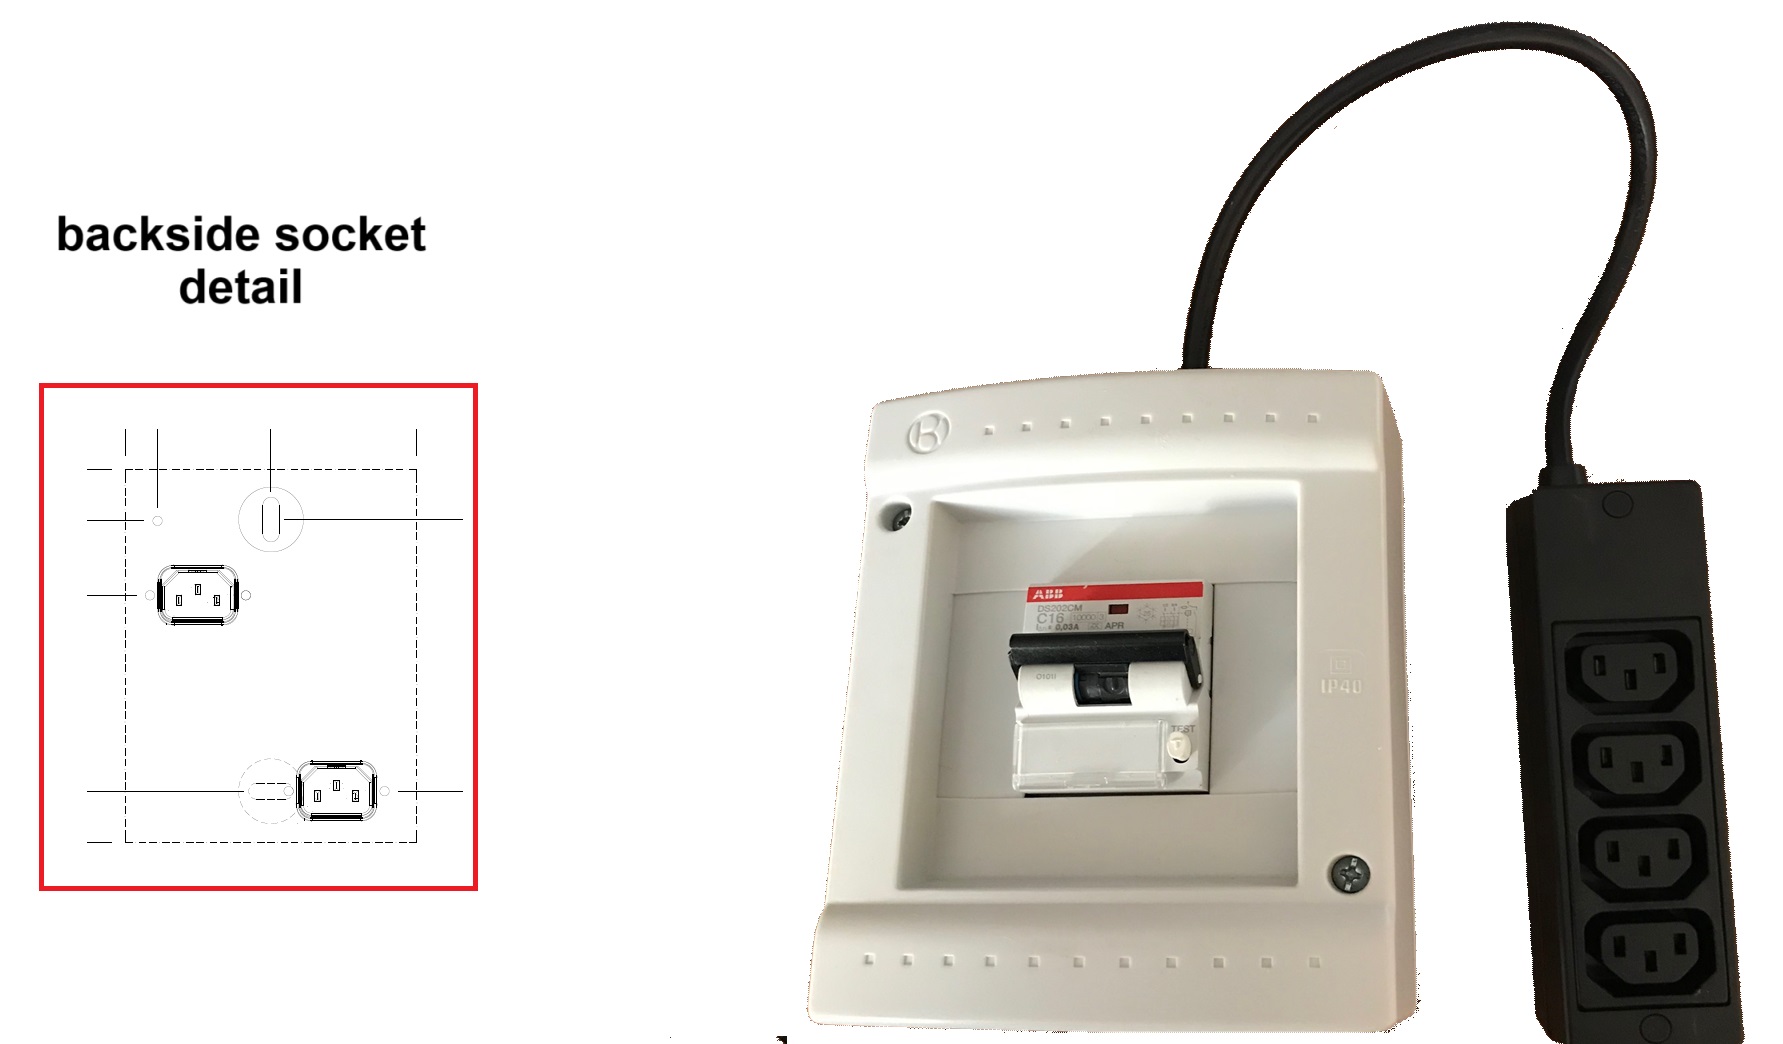 backside socket
detail
ABB
DS202CM
C16
0,03A
APR
TEST
IP40